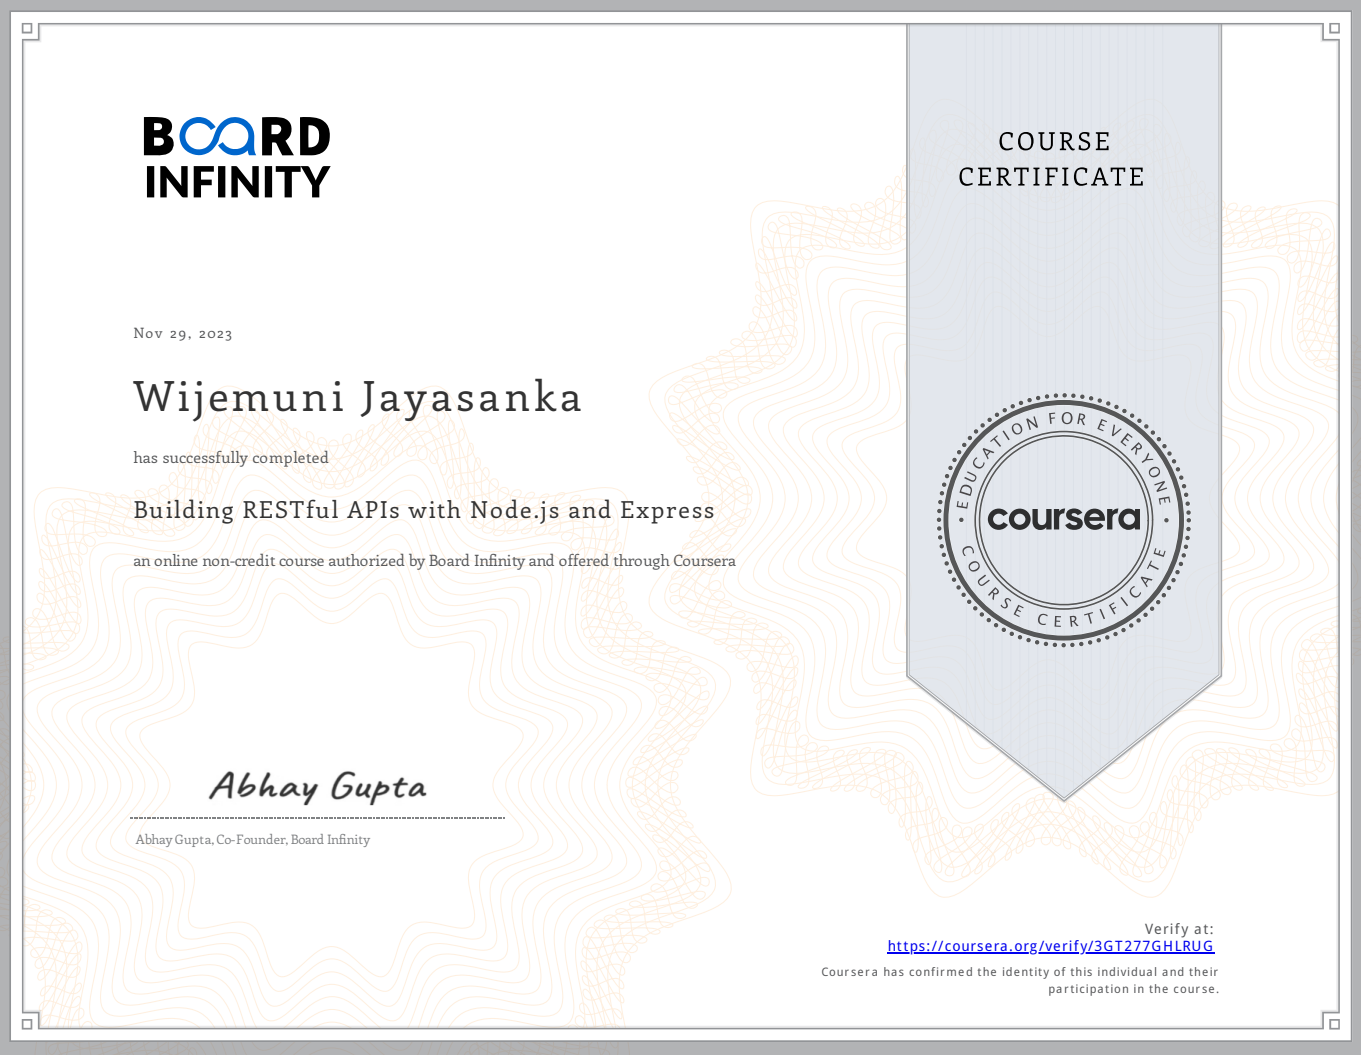 BOARD
INFINITY
COURSE
CERTIFICATE
Nov 29, 2023
Wijemuni Jayasanka
has successfully completed
Building RESTful APIs with Node.js and Express
an online non-credit course authorized by Board Infinity and offered through Coursera
• EDUCATION FOR EVERYONE •
coursera
COURSE CERTIFICATE
Abhay Gupta
Abhay Gupta, Co-Founder, Board Infinity
Verify at:
https://coursera.org/verify/3GT277GHLRUG
Coursera has confirmed the identity of this individual and their
participation in the course.